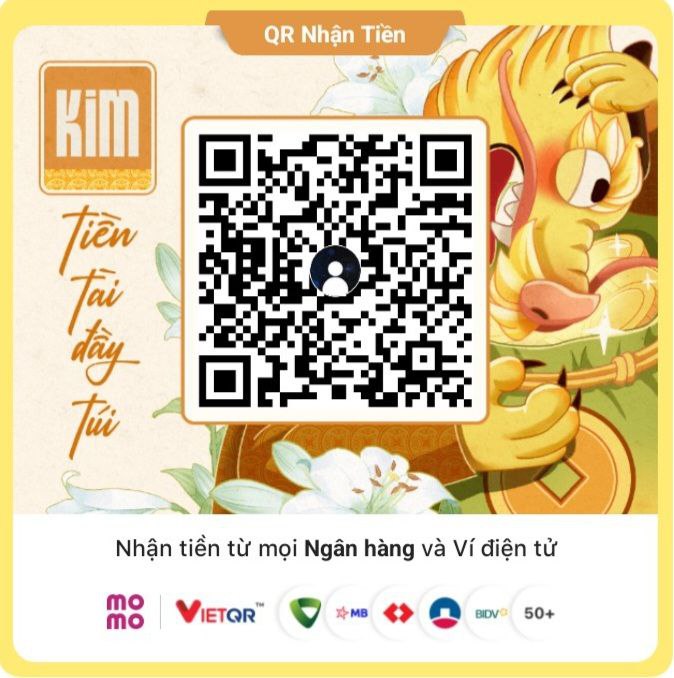 QR Nhận Tiền
KiM
Tiền
Tài
đầy
túi
Nhận tiền từ mọi Ngân hàng và Ví điện tử
mo
mo
VIETQR™
MB
BIDV
50+